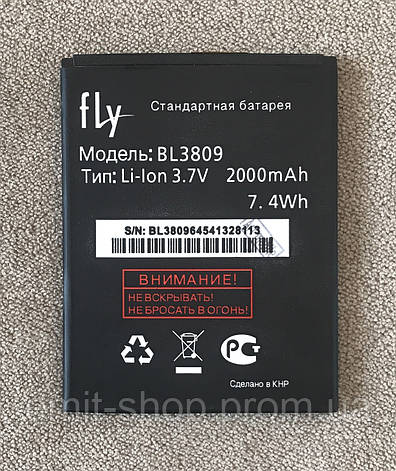 fly Стандартная батарея
Модель: BL3809
Тип: Li-Ion 3.7V 2000mAh
7.4Wh
S/N: BL380964541328113
ВНИМАНИЕ!
НЕ ВСКРЫВАТЬ!
НЕ БРОСАТЬ В ОГОНЬ!
Сделано в КНР